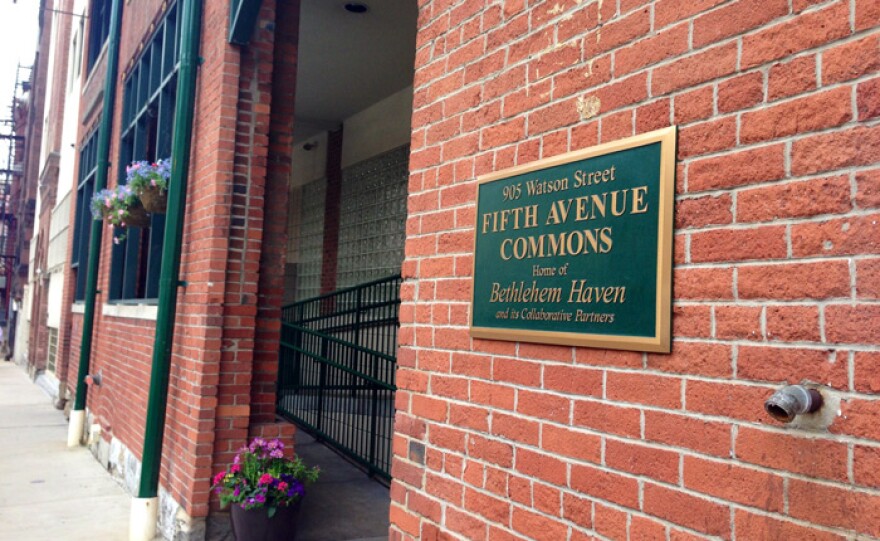 905 Watson Street
FIFTH AVENUE
COMMONS
Home of
Bethlehem Haven
and its Collaborative Partners